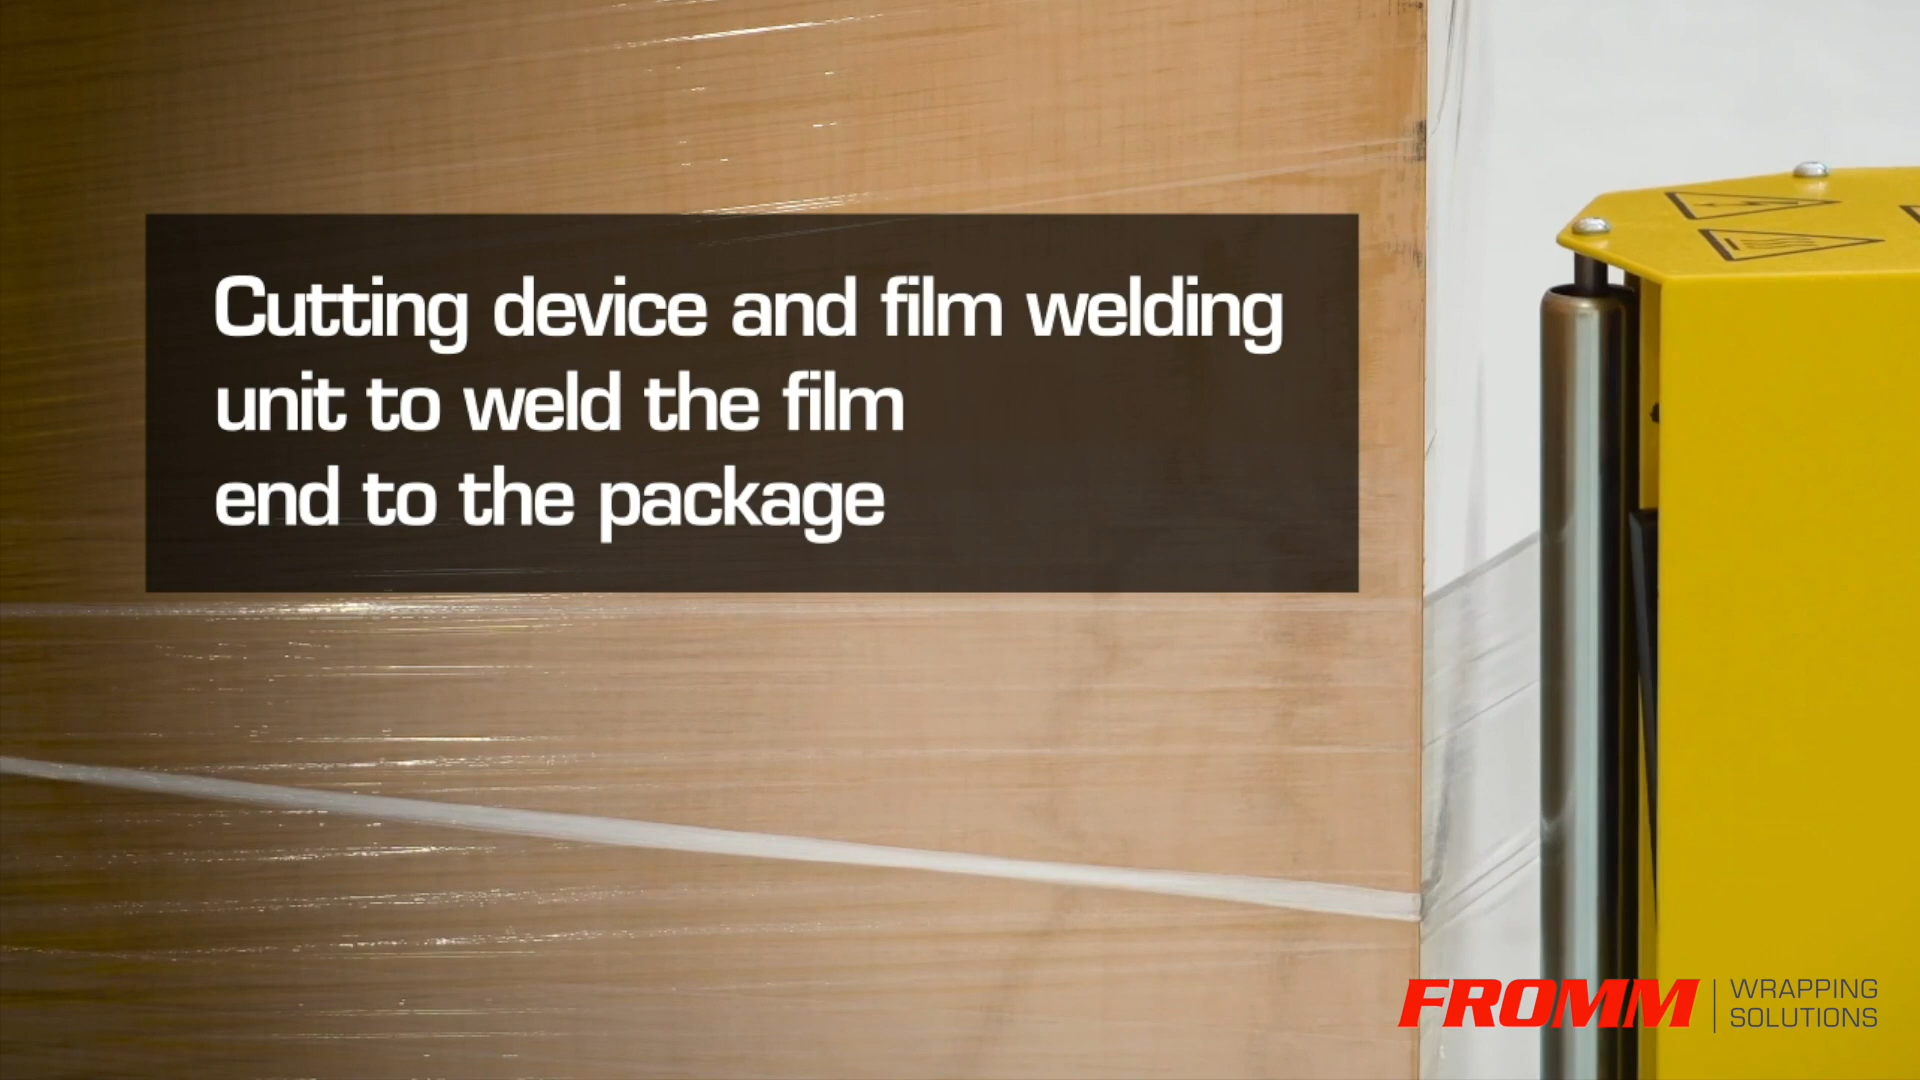 Cutting device and film welding
unit to weld the film
end to the package
FROMM
WRAPPING
SOLUTIONS